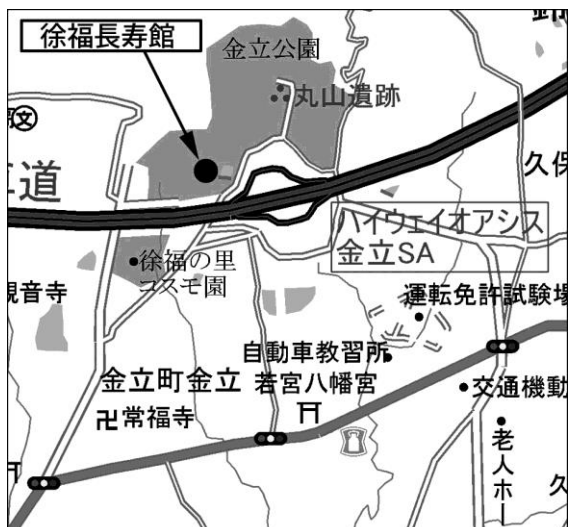 徐福長寿館
金立公園
丸山遺跡
文
道
久保
ハイウェイオアシス
金立SA
徐福の里
コスモ園
観音寺
運転免許試験場
自動車教習所
若宮八幡宮
金立町金立
卍常福寺
交通機動
老人ホー
久